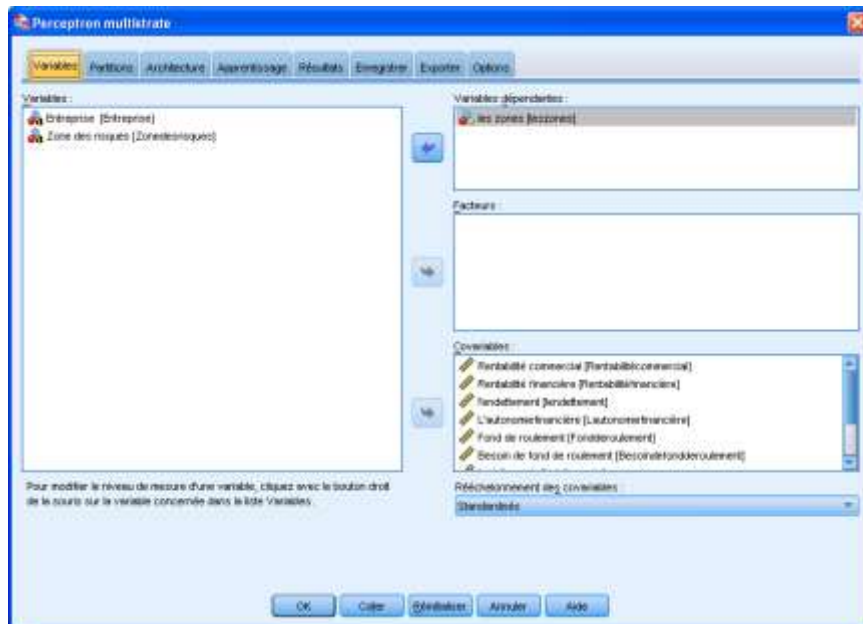 Perceptron multistrate
Variables Partitions Architecture Apprentissage Résultats Enregistrer Exporter Options
Variables :
Entreprise [Entreprise]
Zone des risques [Zonedesrisques]
Variables dépendantes :
les zones [leszones]
Facteurs :
Covariables :
Rentabilité commercial [Rentabilitécommercial]
Rentabilité financière [Rentabilitéfinancière]
l'endettement [lendettement]
L'autonomiefinancière [Lautonomiefinancière]
Fond de roulement [Fondderoulement]
Besoin de fond de roulement [Besoindefondderoulement]
Pour modifier le niveau de mesure d'une variable, cliquez avec le bouton droit
de la souris sur la variable concernée dans la liste Variables.
Rééchelonnement des covariables :
Standardisés
OK Coller Réinitialiser Annuler Aide